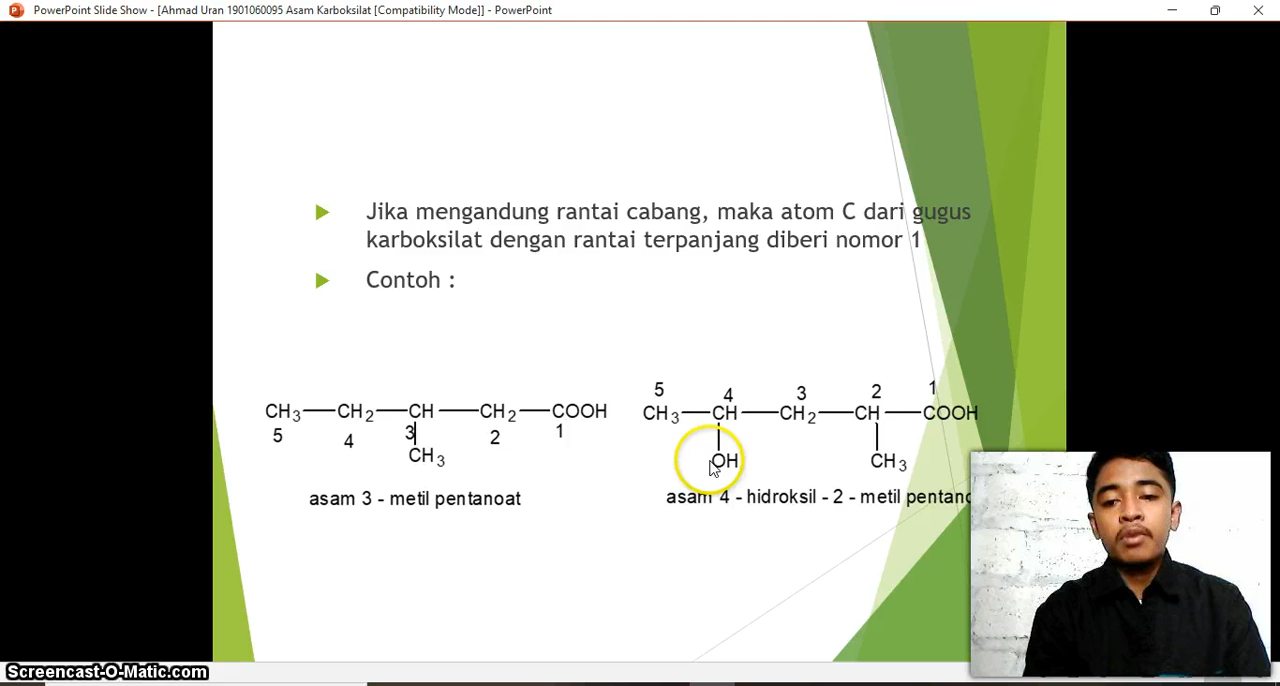 PowerPoint Slide Show - [Ahmad Uran 1901060095 Asam Karboksilat [Compatibility Mode]] - PowerPoint
Jika mengandung rantai cabang, maka atom C dari gugus
karboksilat dengan rantai terpanjang diberi nomor 1
Contoh :
CH3 CH2 CH CH2 COOH
5 4 3 2 1
CH3
asam 3 - metil pentanoat
5 4 3 2 1
CH3 CH CH2 CH COOH
OH CH3
asam 4 - hidroksil - 2 - metil
Screencast-O-Matic.com